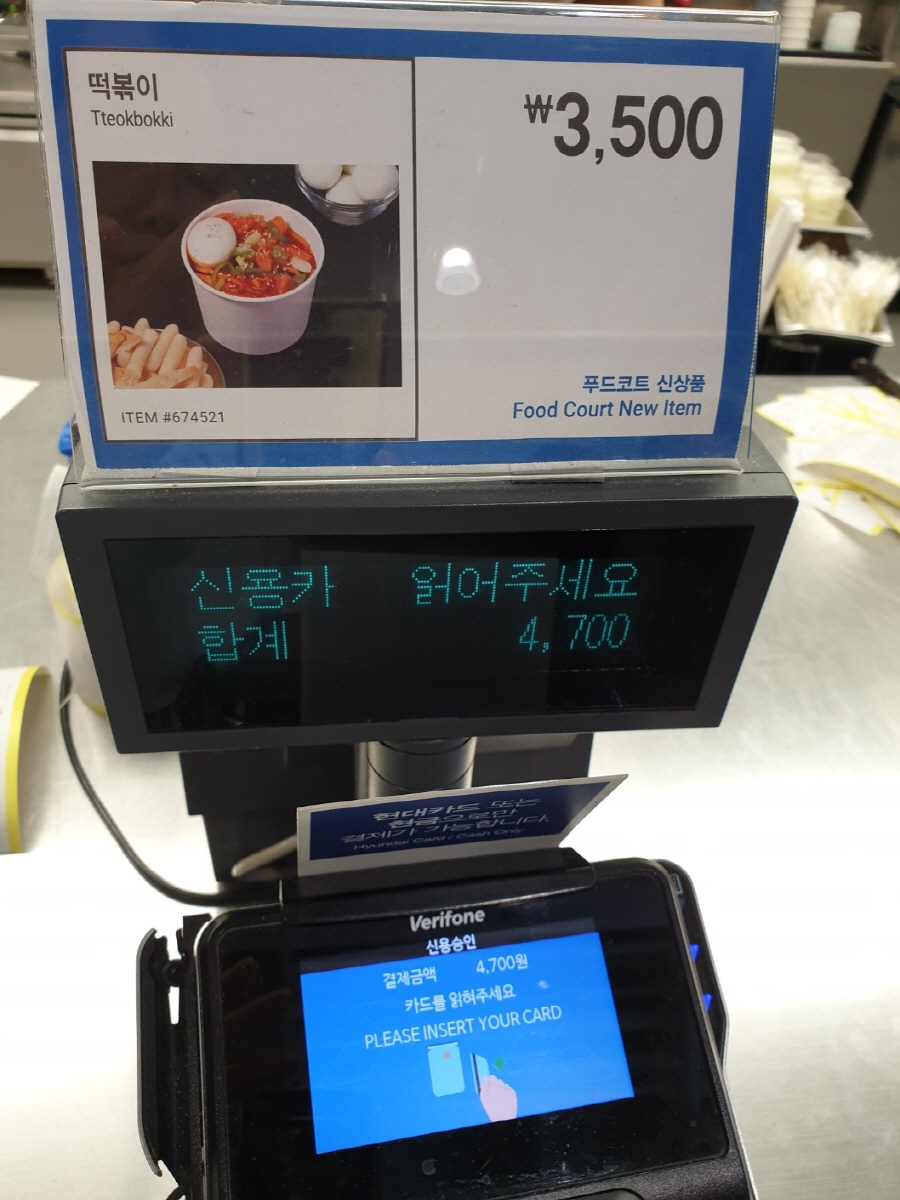 떡볶이
Tteokbokki
₩3,500
ITEM #674521
푸드코트 신상품
Food Court New Item
신용카 읽어주세요
합계 4,700
현대카드 또는
현금으로만
결제가 가능합니다.
Hyundai Card / Cash Only
Verifone
신용승인
결제금액 4,700원
카드를 읽혀주세요
PLEASE INSERT YOUR CARD